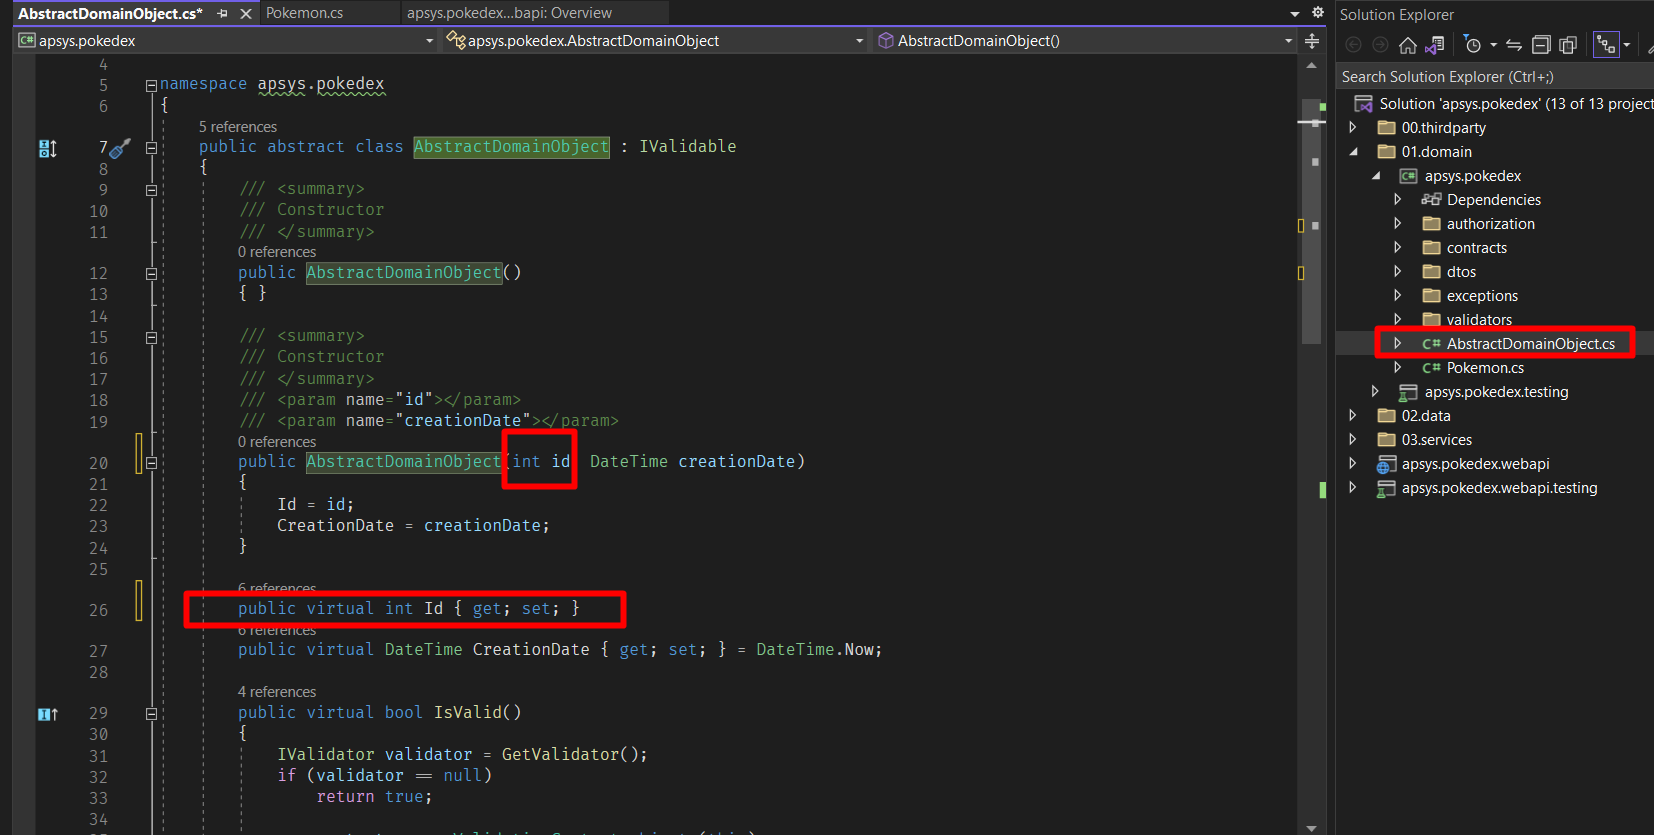 AbstractDomainObject.cs*
Pokemon.cs
apsys.pokedex...bapi: Overview
C# apsys.pokedex
apsys.pokedex.AbstractDomainObject
AbstractDomainObject()
4
5 namespace apsys.pokedex
6 {
5 references
7 public abstract class AbstractDomainObject : IValidable
8 {
9 /// <summary>
10 /// Constructor
11 /// </summary>
0 references
12 public AbstractDomainObject()
13 { }
14
15 /// <summary>
16 /// Constructor
17 /// </summary>
18 /// <param name="id"></param>
19 /// <param name="creationDate"></param>
0 references
20 public AbstractDomainObject(int id DateTime creationDate)
21 {
22 Id = id;
23 CreationDate = creationDate;
24 }
25
6 references
26 public virtual int Id { get; set; }
6 references
27 public virtual DateTime CreationDate { get; set; } = DateTime.Now;
28
4 references
29 public virtual bool IsValid()
30 {
31 IValidator validator = GetValidator();
32 if (validator == null)
33 return true;
34
Solution Explorer
Search Solution Explorer (Ctrl+;)
Solution 'apsys.pokedex' (13 of 13 project
00.thirdparty
01.domain
C# apsys.pokedex
Dependencies
authorization
contracts
dtos
exceptions
validators
C# AbstractDomainObject.cs
C# Pokemon.cs
apsys.pokedex.testing
02.data
03.services
apsys.pokedex.webapi
apsys.pokedex.webapi.testing